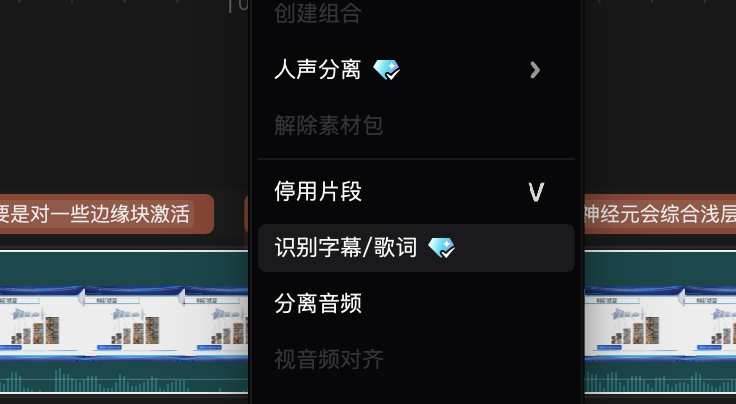 创建组合
人声分离
解除素材包
停用片段 V
要是对一些边缘块激活
神经元会综合浅层
识别字幕/歌词
分离音频
视音频对齐